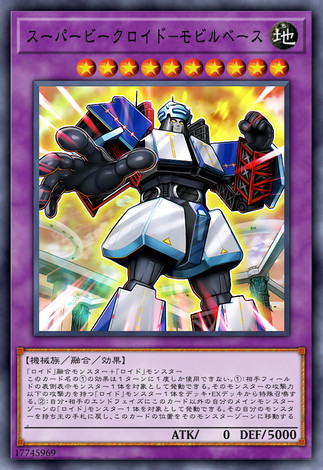 スーパービークロイド－モビルベース
地
【機械族／融合／効果】
「ロイド」融合モンスター＋「ロイド」モンスター
このカード名の①の効果は１ターンに１度しか使用できない。①：相手フィール
ドの表側表示モンスター１体を対象として発動できる。そのモンスターの攻撃力
以下の攻撃力を持つ「ロイド」モンスター１体をデッキ・EXデッキから特殊召喚す
る。②：自分・相手のエンドフェイズにこのカード以外の自分のメインモンスター
ゾーンの「ロイド」モンスター１体を対象として発動できる。その自分のモンスター
を持ち主の手札に戻し、このカードの位置をそのモンスターゾーンに移動する
ATK/ 0 DEF/5000
17745969